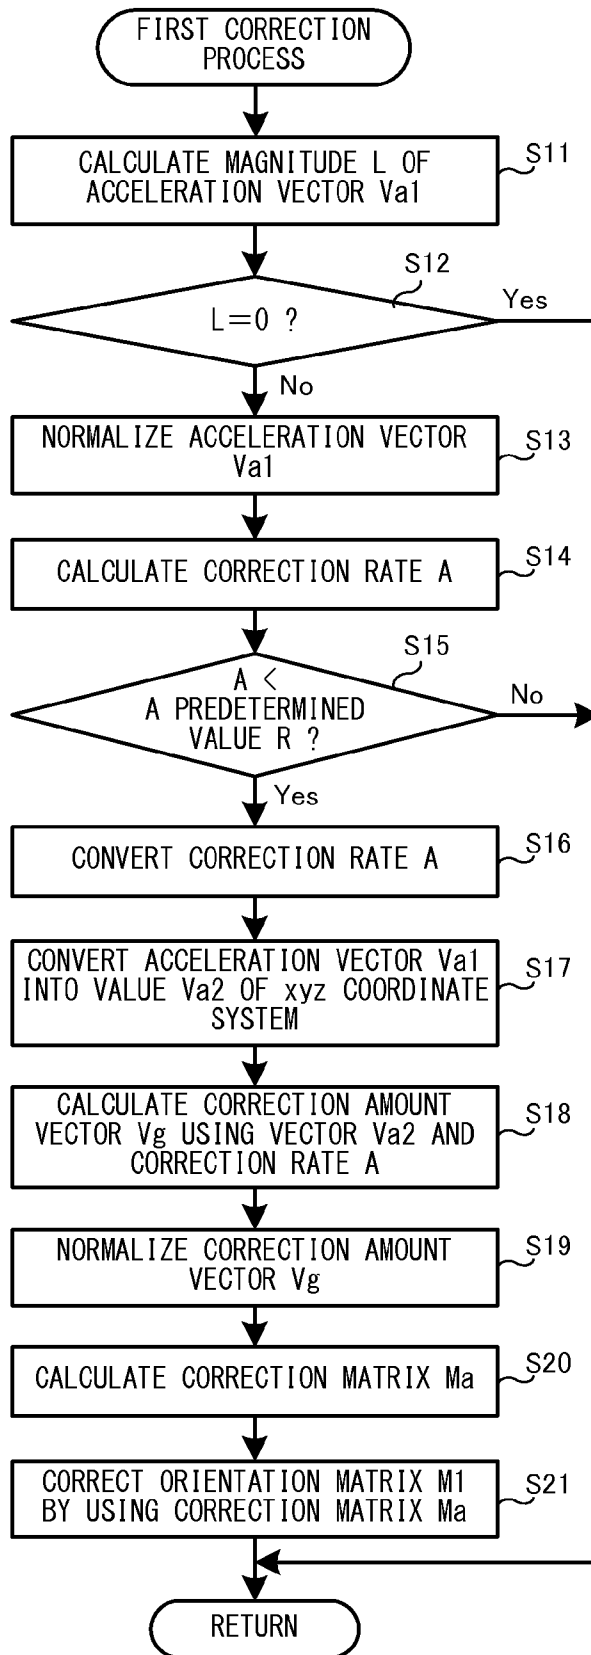 FIRST CORRECTION
PROCESS
CALCULATE MAGNITUDE L OF
ACCELERATION VECTOR Va1
S11
S12
L=0 ?
Yes
No
NORMALIZE ACCELERATION VECTOR
Va1
S13
CALCULATE CORRECTION RATE A
S14
S15
A <
A PREDETERMINED
VALUE R ?
No
Yes
CONVERT CORRECTION RATE A
S16
CONVERT ACCELERATION VECTOR Va1
INTO VALUE Va2 OF xyz COORDINATE
SYSTEM
S17
CALCULATE CORRECTION AMOUNT
VECTOR Vg USING VECTOR Va2 AND
CORRECTION RATE A
S18
NORMALIZE CORRECTION AMOUNT
VECTOR Vg
S19
CALCULATE CORRECTION MATRIX Ma
S20
CORRECT ORIENTATION MATRIX M1
BY USING CORRECTION MATRIX Ma
S21
RETURN